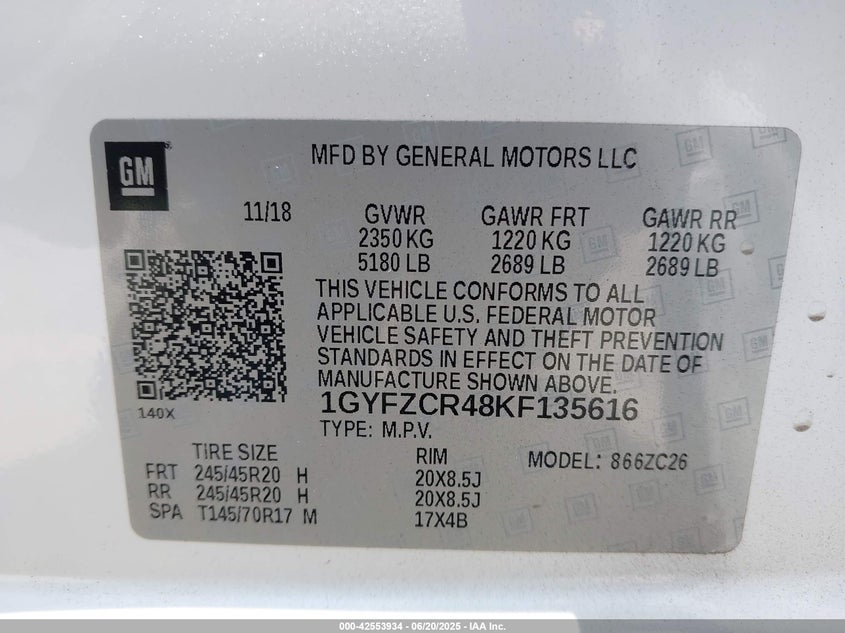 GM
MFD BY GENERAL MOTORS LLC
11/18 GVWR GAWR FRT GAWR RR
2350 KG 1220 KG 1220 KG
5180 LB 2689 LB 2689 LB
THIS VEHICLE CONFORMS TO ALL
APPLICABLE U.S. FEDERAL MOTOR
VEHICLE SAFETY AND THEFT PREVENTION
STANDARDS IN EFFECT ON THE DATE OF
MANUFACTURE SHOWN ABOVE.
140X
1GYFZCR48KF135616
TYPE: M.P.V.
TIRE SIZE RIM MODEL: 866ZC26
FRT 245/45R20 H 20X8.5J
RR 245/45R20 H 20X8.5J
SPA T145/70R17 M 17X4B
000-42553934 - 06/20/2025 - IAA Inc.